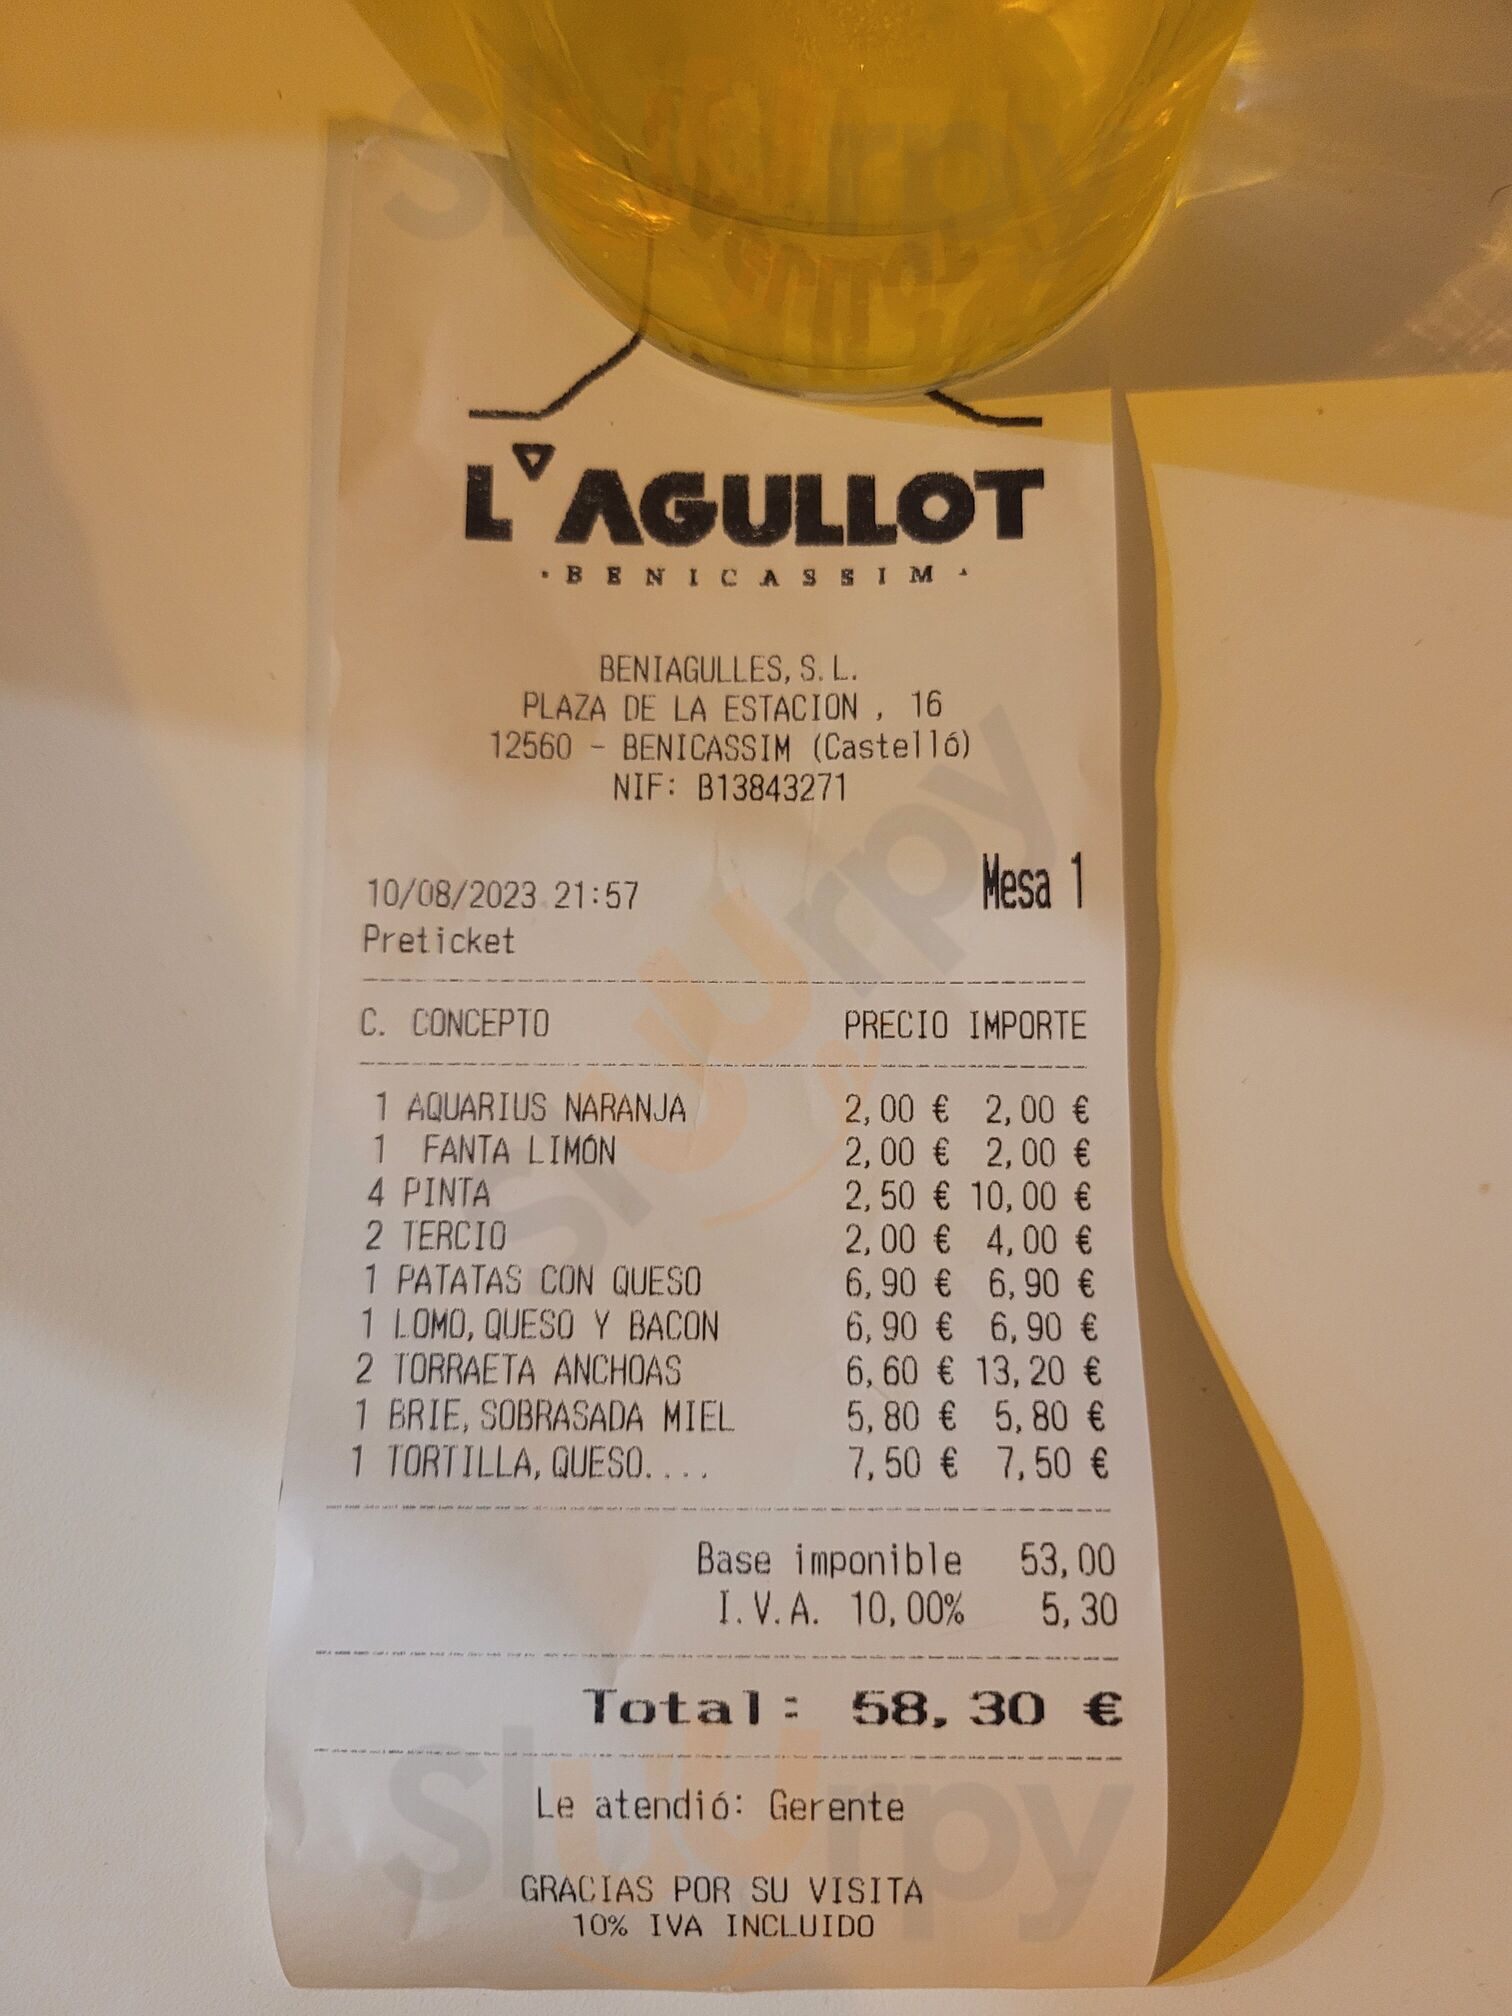 L'AGULLOT
· BENICASSIM ·
BENIAGULLES, S.L.
PLAZA DE LA ESTACION , 16
12560 - BENICASSIM (Castelló)
NIF: B13843271
10/08/2023 21:57 Mesa 1
Preticket
C. CONCEPTO PRECIO IMPORTE
1 AQUARIUS NARANJA 2,00 € 2,00 €
1 FANTA LIMÓN 2,00 € 2,00 €
4 PINTA 2,50 € 10,00 €
2 TERCIO 2,00 € 4,00 €
1 PATATAS CON QUESO 6,90 € 6,90 €
1 LOMO, QUESO Y BACON 6,90 € 6,90 €
2 TORRAETA ANCHOAS 6,60 € 13,20 €
1 BRIE, SOBRASADA MIEL 5,80 € 5,80 €
1 TORTILLA, QUESO.... 7,50 € 7,50 €
Base imponible 53,00
I.V.A. 10,00% 5,30
Total: 58,30 €
Le atendió: Gerente
GRACIAS POR SU VISITA
10% IVA INCLUIDO
Sluurpy
Sluurpy
Sluurpy